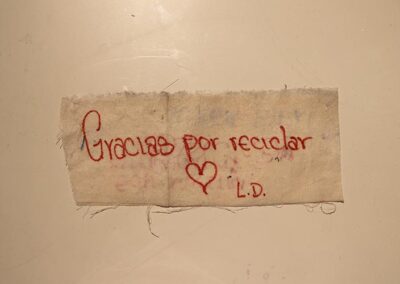 Gracias por reciclar
L.D.